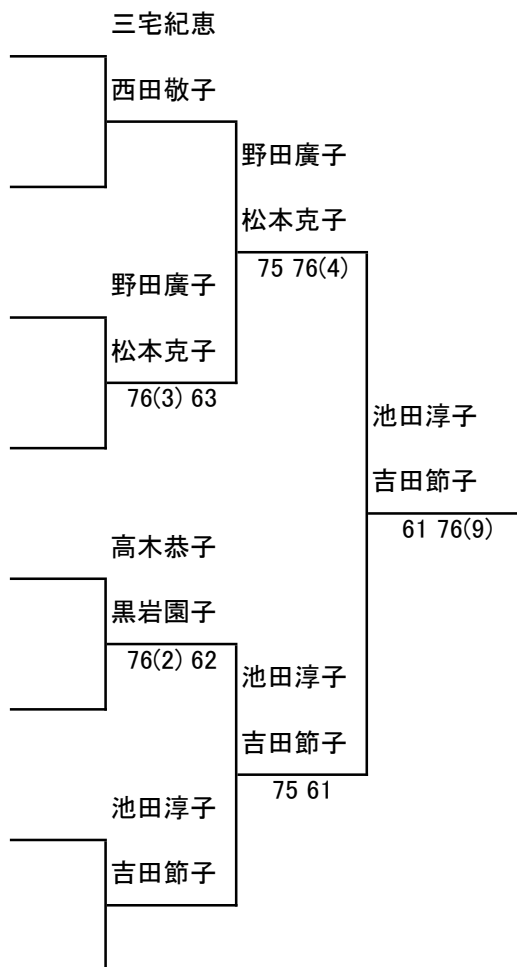 三宅紀恵
西田敬子
野田廣子
松本克子
75 76(4)
野田廣子
松本克子
76(3) 63
池田淳子
吉田節子
61 76(9)
高木恭子
黒岩園子
76(2) 62
池田淳子
吉田節子
75 61
池田淳子
吉田節子